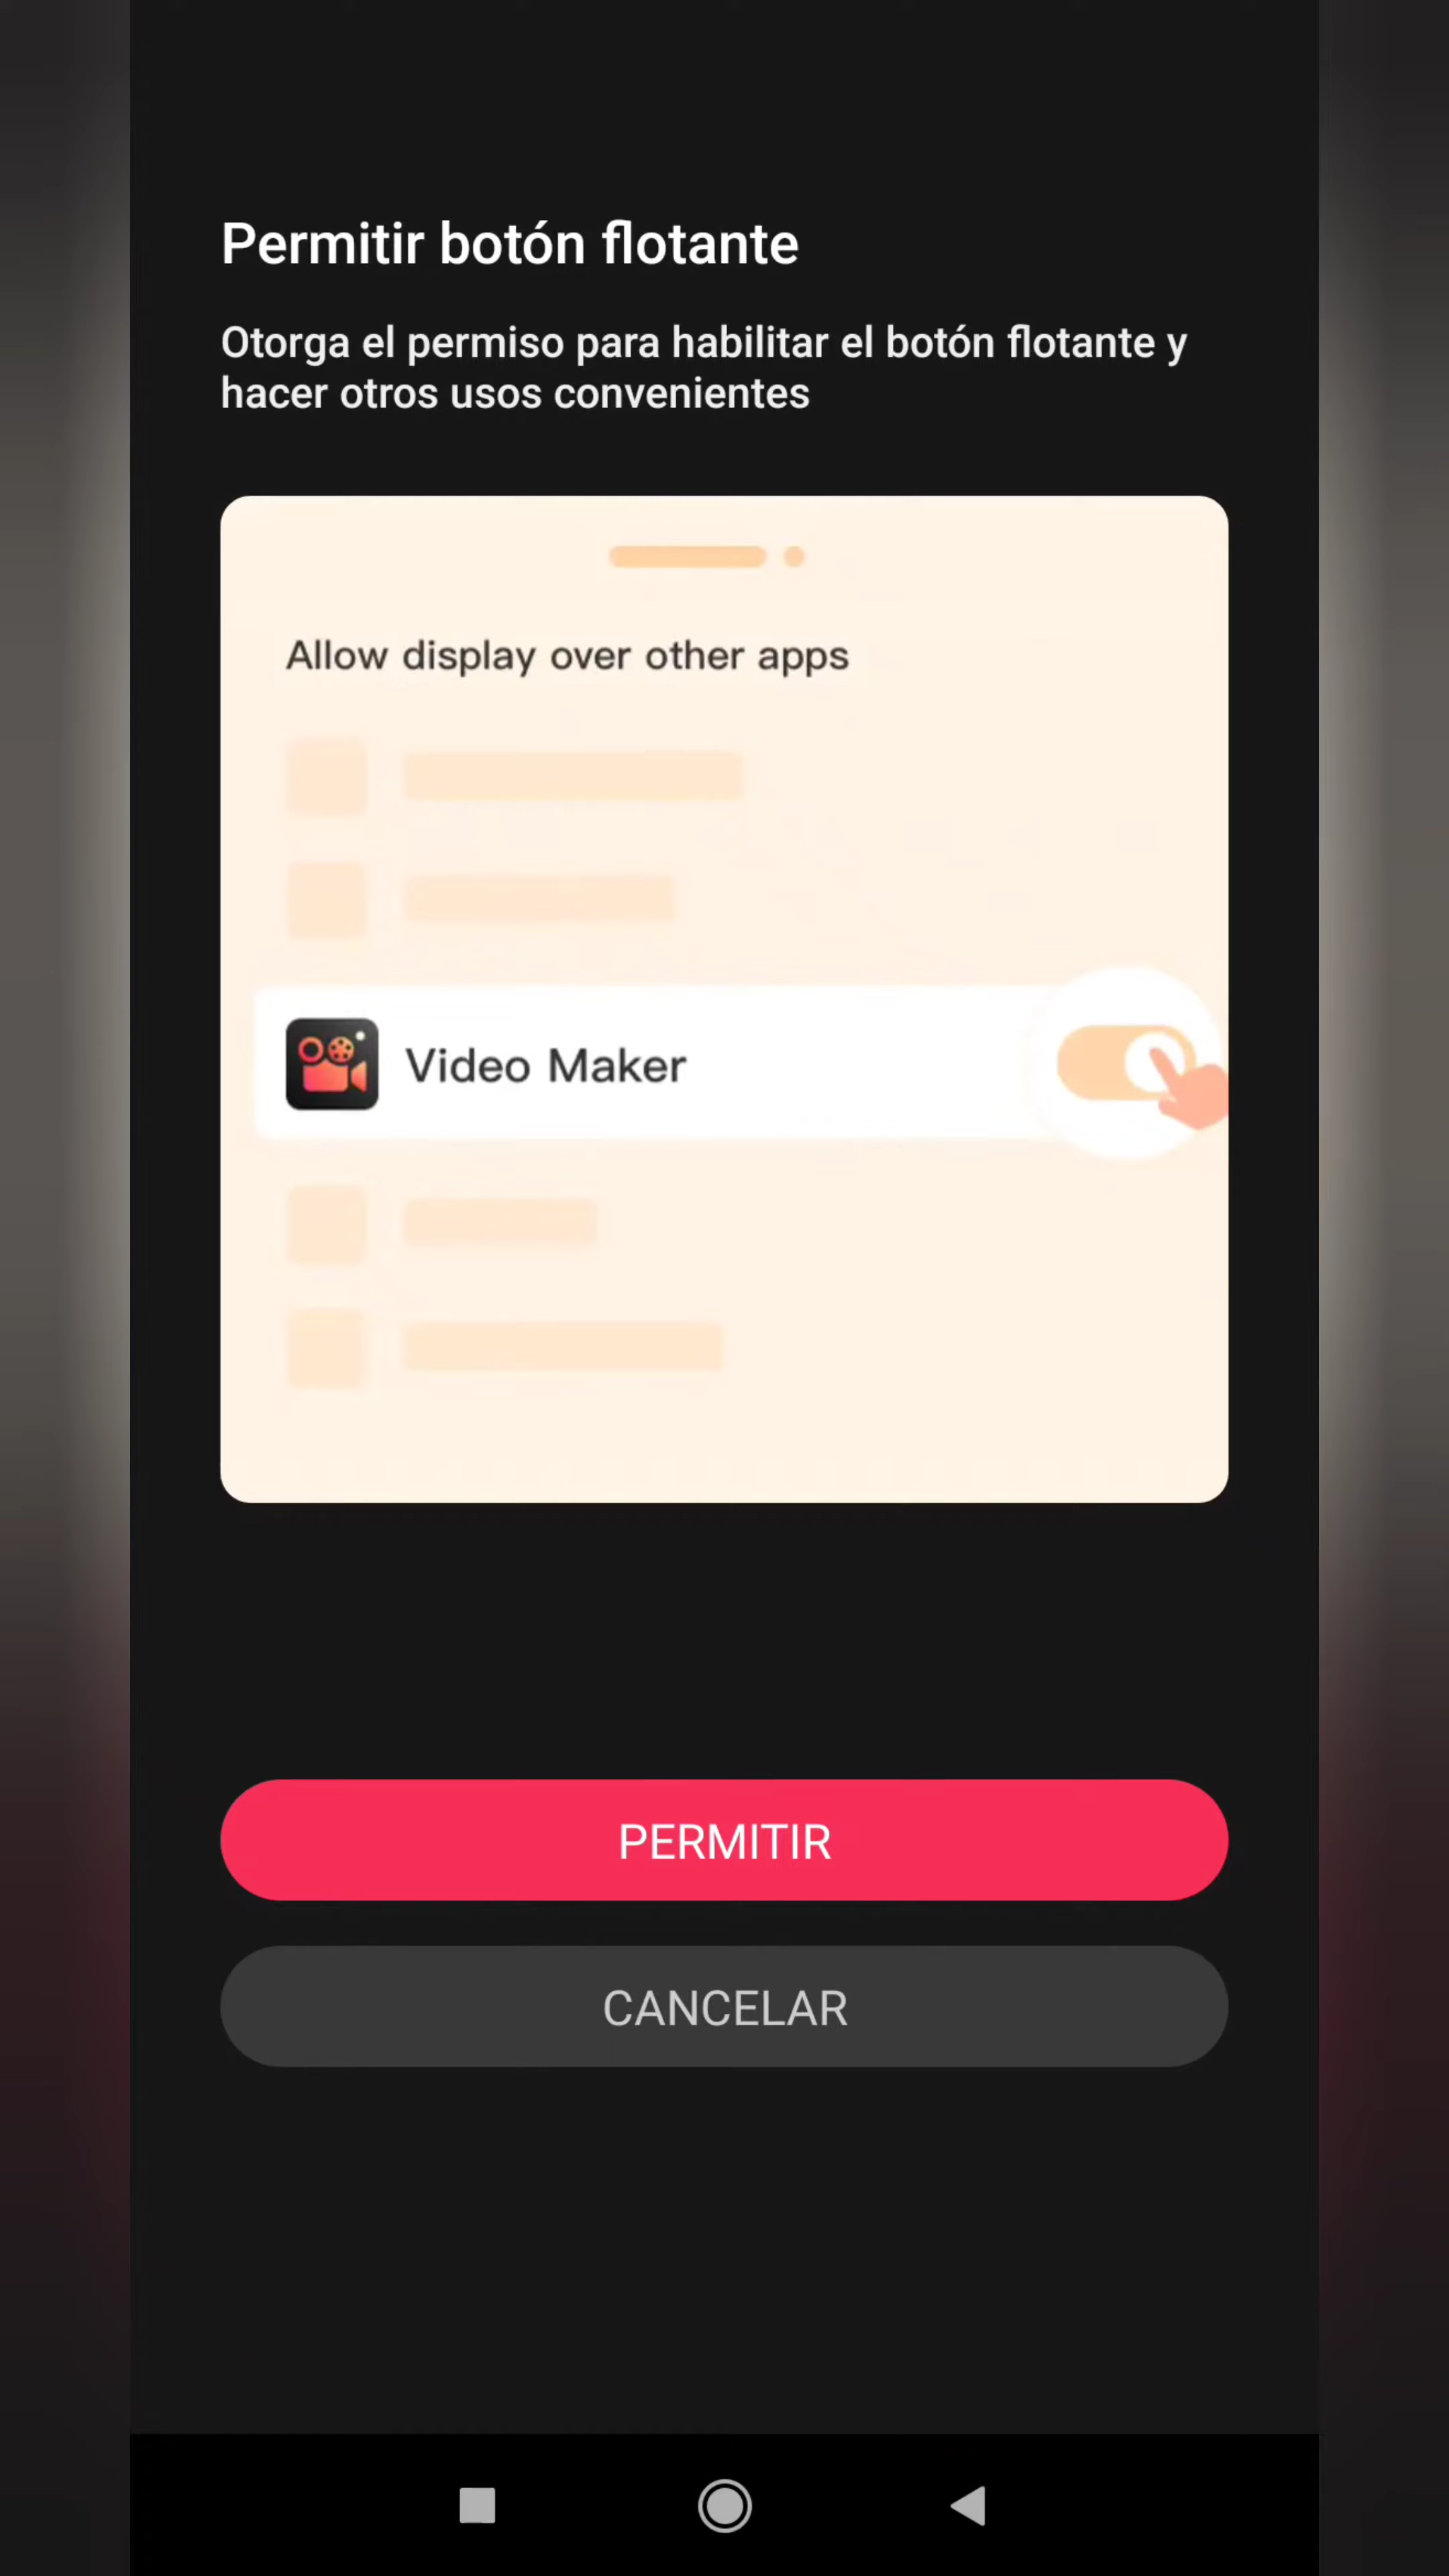 Permitir botón flotante
Otorga el permiso para habilitar el botón flotante y
hacer otros usos convenientes
Allow display over other apps
Video Maker
PERMITIR
CANCELAR